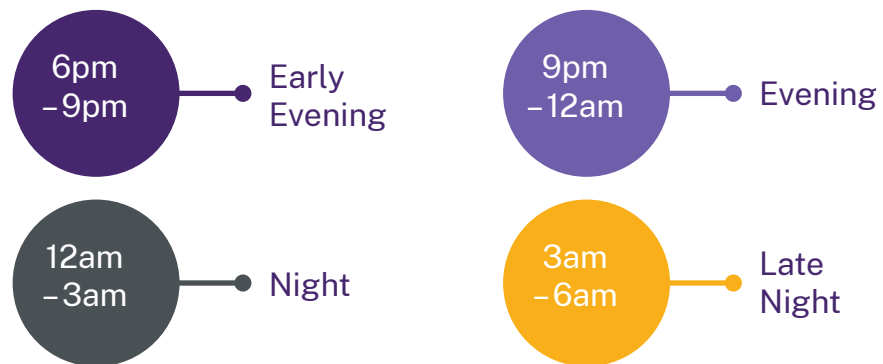 6pm
–9pm
Early
Evening
9pm
–12am
Evening
12am
–3am
Night
3am
–6am
Late
Night